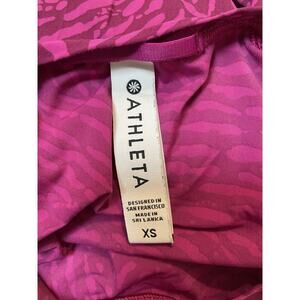 ATHLETA
DESIGNED IN
SAN FRANCISCO
MADE IN
SRI LANKA
XS